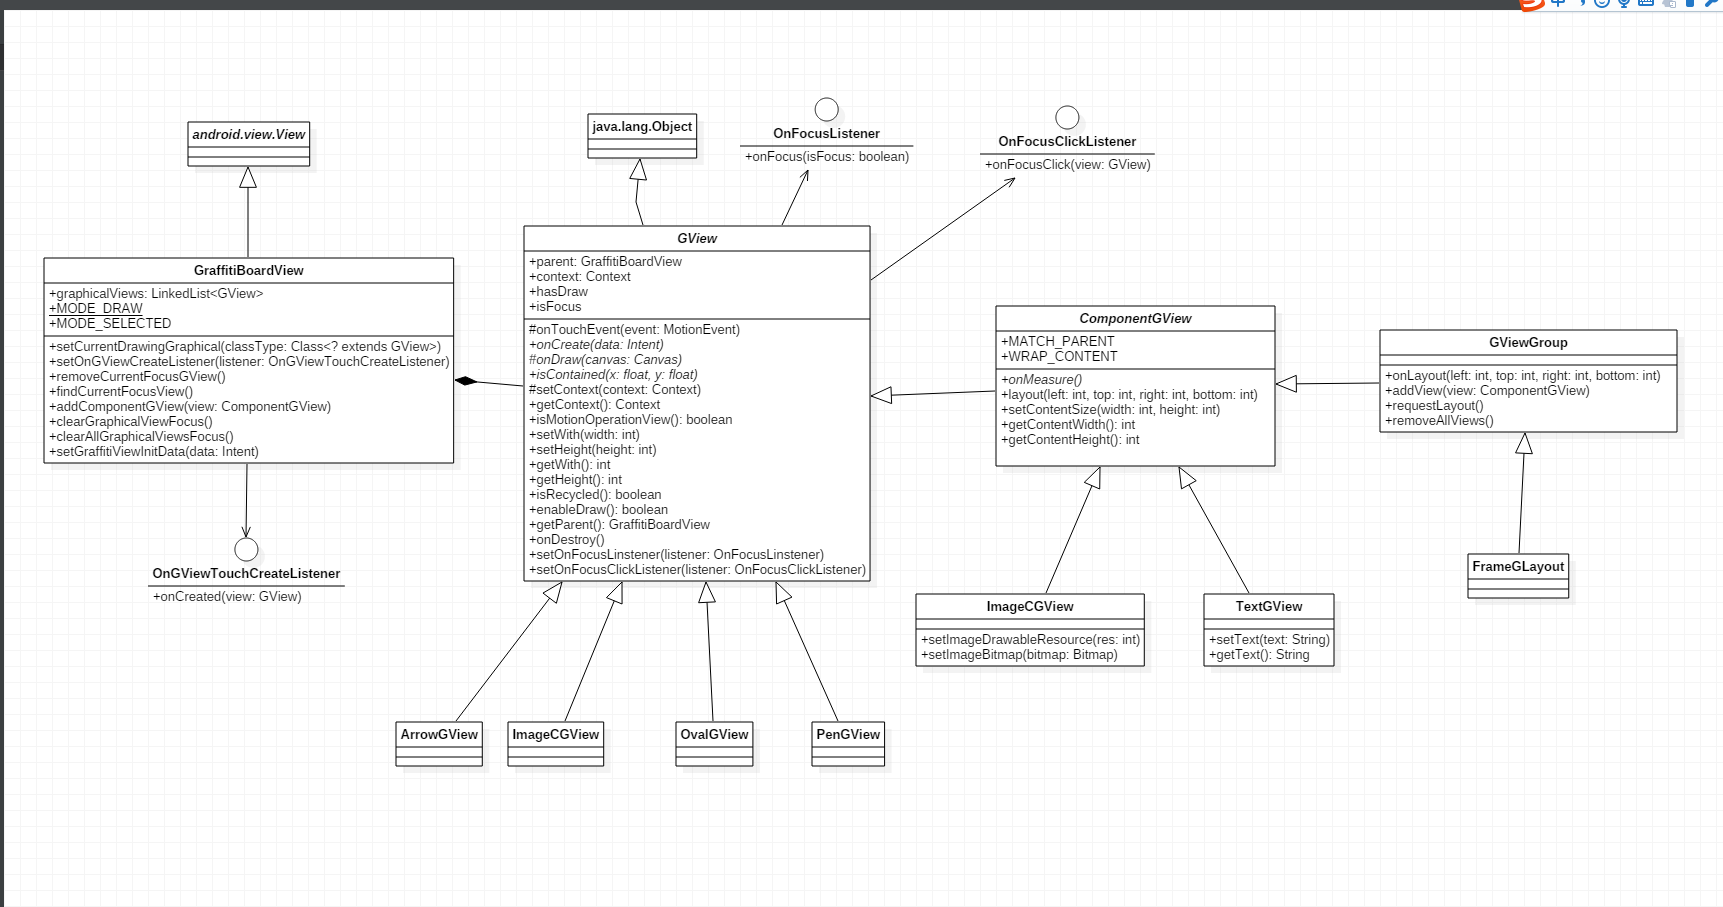 android.view.View
java.lang.Object
OnFocusListener
+onFocus(isFocus: boolean)
OnFocusClickListener
+onFocusClick(view: GView)
GraffitiBoardView
+graphicalViews: LinkedList<GView>
+MODE_DRAW
+MODE_SELECTED
+setCurrentDrawingGraphical(classType: Class<? extends GView>)
+setOnGViewCreateListener(listener: OnGViewTouchCreateListener)
+removeCurrentFocusGView()
+findCurrentFocusView()
+addComponentGView(view: ComponentGView)
+clearGraphicalViewFocus()
+clearAllGraphicalViewsFocus()
+setGraffitiViewInitData(data: Intent)
OnGViewTouchCreateListener
+onCreated(view: GView)
GView
+parent: GraffitiBoardView
+context: Context
+hasDraw
+isFocus
#onTouchEvent(event: MotionEvent)
+onCreate(data: Intent)
#onDraw(canvas: Canvas)
+isContained(x: float, y: float)
#setContext(context: Context)
+getContext(): Context
+isMotionOperationView(): boolean
+setWith(width: int)
+setHeight(height: int)
+getWith(): int
+getHeight(): int
+isRecycled(): boolean
+enableDraw(): boolean
+getParent(): GraffitiBoardView
+onDestroy()
+setOnFocusLinstener(listener: OnFocusLinstener)
+setOnFocusClickListener(listener: OnFocusClickListener)
ComponentGView
+MATCH_PARENT
+WRAP_CONTENT
+onMeasure()
+layout(left: int, top: int, right: int, bottom: int)
+setContentSize(width: int, height: int)
+getContentWidth(): int
+getContentHeight(): int
GViewGroup
+onLayout(left: int, top: int, right: int, bottom: int)
+addView(view: ComponentGView)
+requestLayout()
+removeAllViews()
FrameGLayout
ImageCGView
+setImageDrawableResource(res: int)
+setImageBitmap(bitmap: Bitmap)
TextGView
+setText(text: String)
+getText(): String
ArrowGView
ImageCGView
OvalGView
PenGView